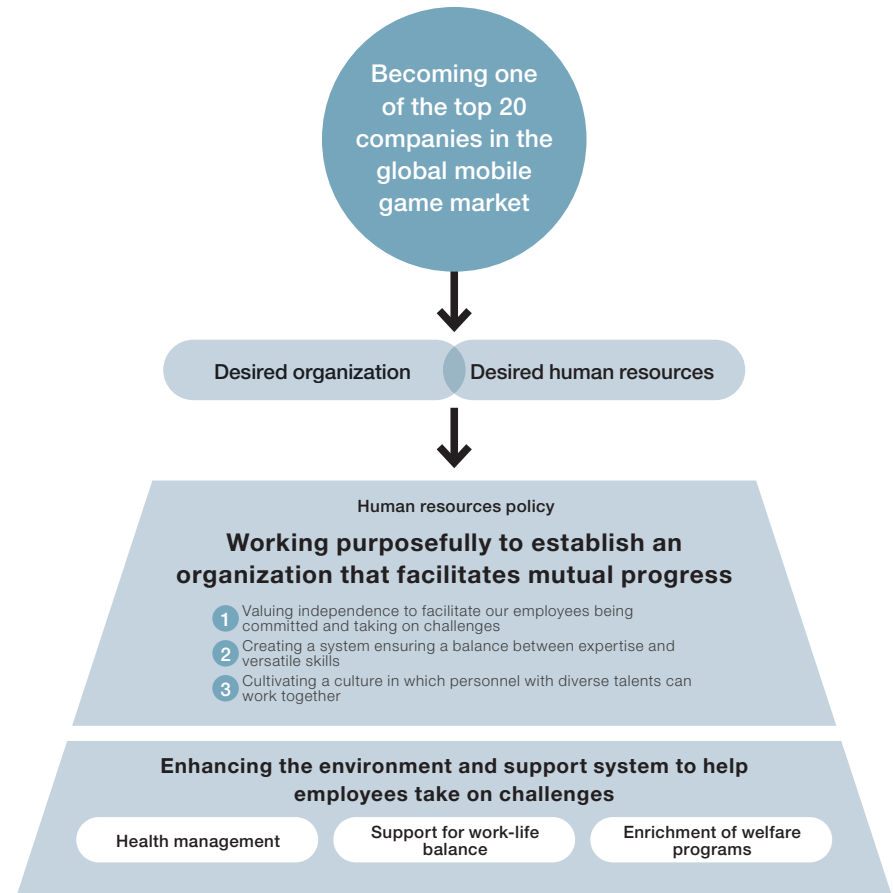 Becoming one
of the top 20
companies in the
global mobile
game market
Desired organization
Desired human resources
Human resources policy
Working purposefully to establish an
organization that facilitates mutual progress
1 Valuing independence to facilitate our employees being
committed and taking on challenges
2 Creating a system ensuring a balance between expertise and
versatile skills
3 Cultivating a culture in which personnel with diverse talents can
work together
Enhancing the environment and support system to help
employees take on challenges
Health management
Support for work-life
balance
Enrichment of welfare
programs